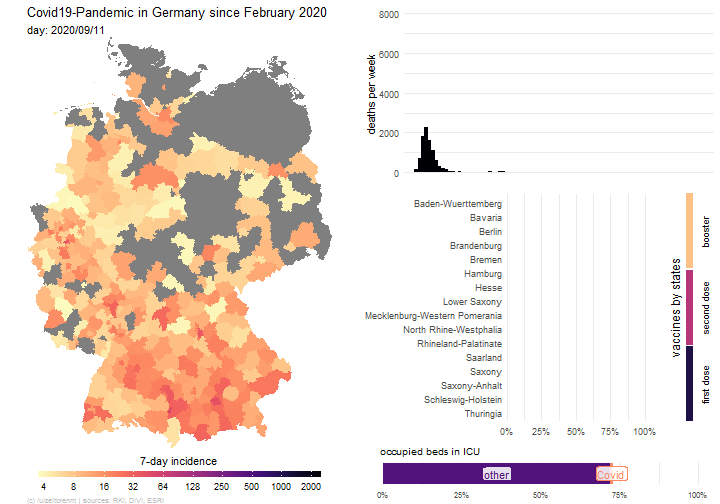 Covid19-Pandemic in Germany since February 2020
day: 2020/09/11
7-day incidence
4 8 16 32 64 128 250 500 1000 2000
(c) /u/zeitbrennt | sources: RKI, DIVI, ESRI
deaths per week
8000
6000
4000
2000
0
Baden-Wuerttemberg
Bavaria
Berlin
Brandenburg
Bremen
Hamburg
Hesse
Lower Saxony
Mecklenburg-Western Pomerania
North Rhine-Westphalia
Rhineland-Palatinate
Saarland
Saxony
Saxony-Anhalt
Schleswig-Holstein
Thuringia
0% 25% 50% 75% 100%
vaccines by states
booster
second dose
first dose
occupied beds in ICU
other Covid
0% 25% 50% 75% 100%